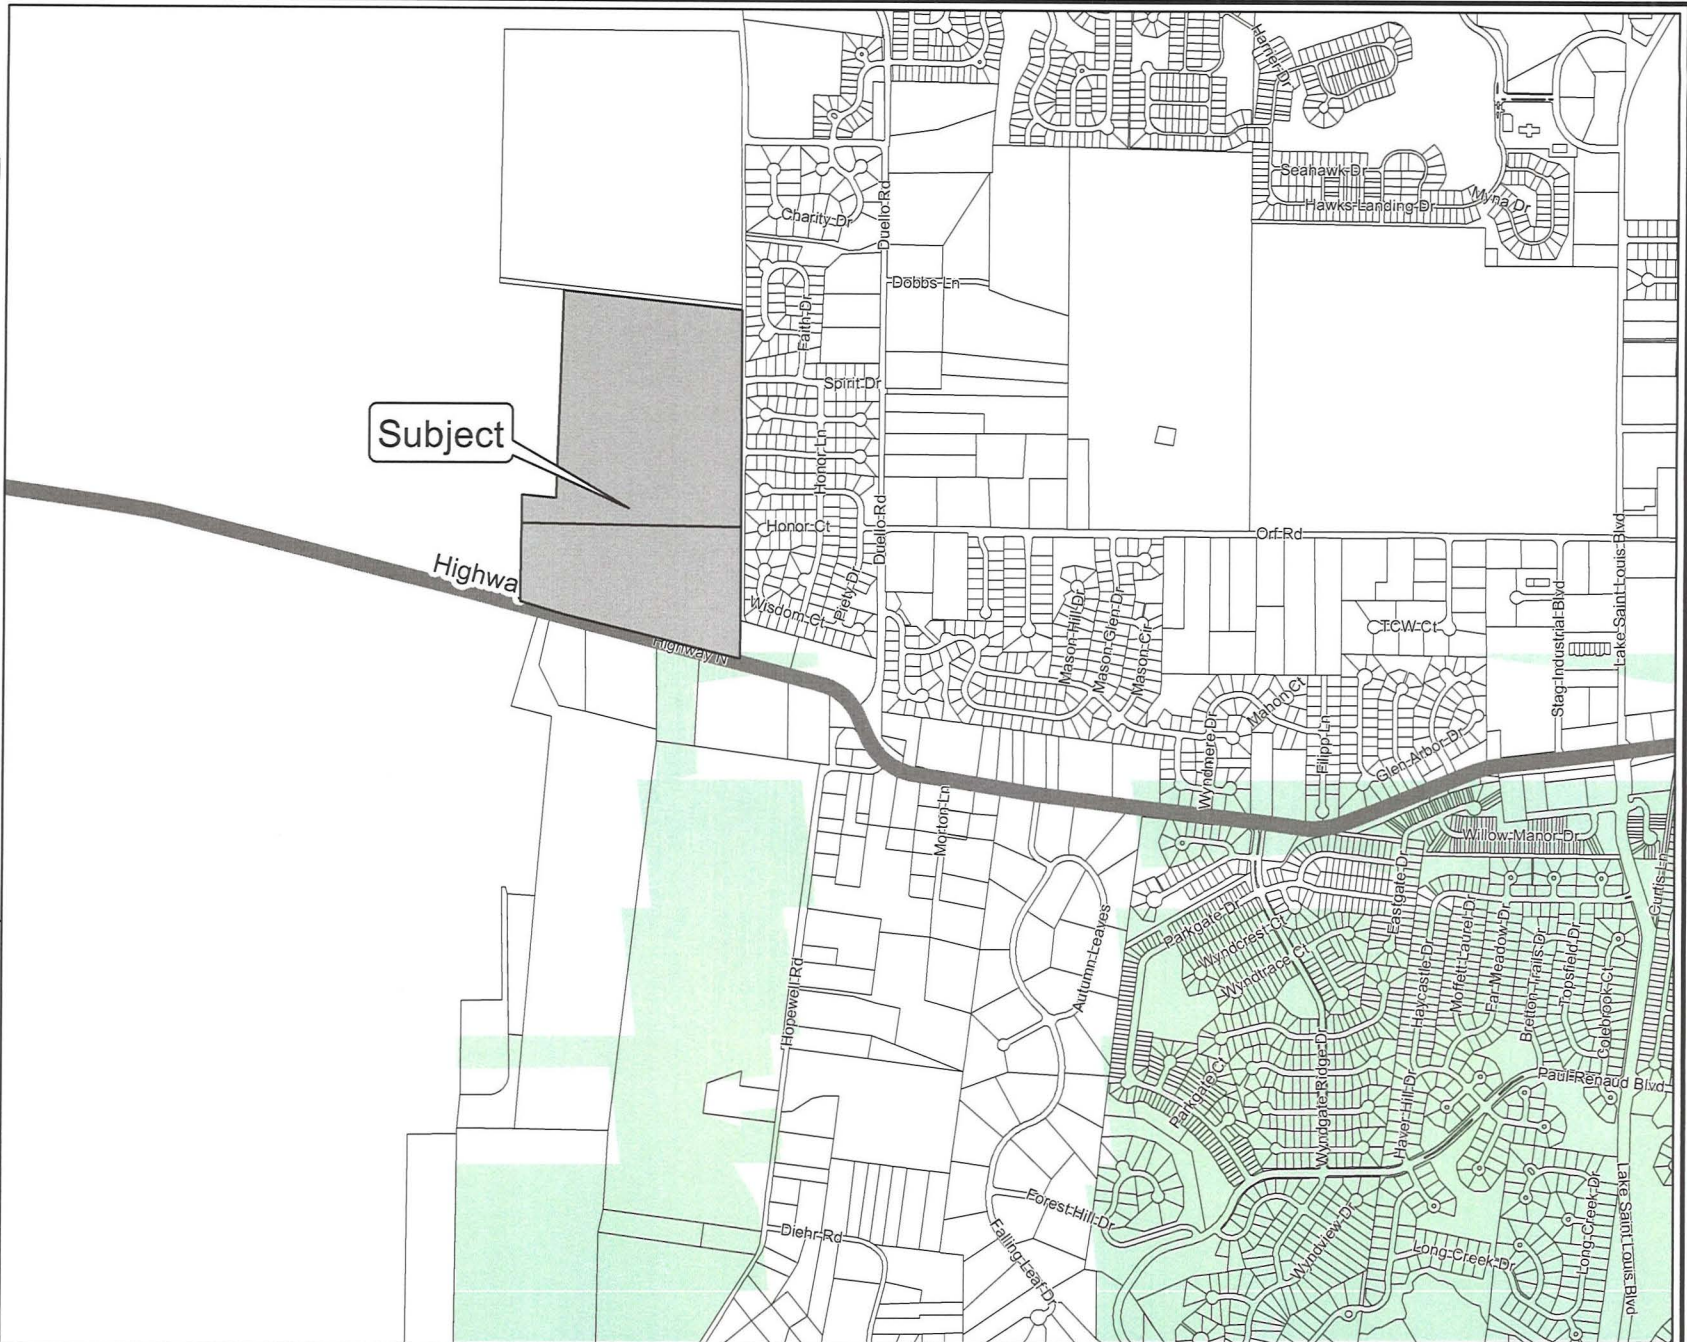 Harrier Dr
Seahawk Dr
Hawks Landing Dr
Myna Dr
Charity Dr
Duello Rd
Dobbs Ln
Faith Dr
Spirit Dr
Subject
Honor Ln
Honor Ct
Duello Rd
Orf Rd
Lake Saint Louis Blvd
Highwa
Piety Dr
Wisdom Ct
Highway N
Mason Hill Dr
Mason Glen Dr
Mason Cir
TCW Ct
Stag Industrial Blvd
Mahon Ct
Wyndmere Dr
Filipp Ln
Glen Arbor Dr
Morton Ln
Willow Manor Dr
Eastgate Dr
Curtis Ln
Parkgate Dr
Wyndcrest Ct
Wyndtrace Ct
Autumn Leaves
Hopewell Rd
Haycastle Dr
Moffett Laurel Dr
Fal Meadow Dr
Bretton Trails Dr
Topsfield Dr
Colebrook Ct
Wyndgate Ridge Dr
Parkgate Ct
Haver Hill Dr
Paul Renaud Blvd
Forest Hill Dr
Diehr Rd
Falling Leaf Dr
Wyndview Dr
Long Creek Dr
Long Creek Dr
Lake Saint Louis Blvd